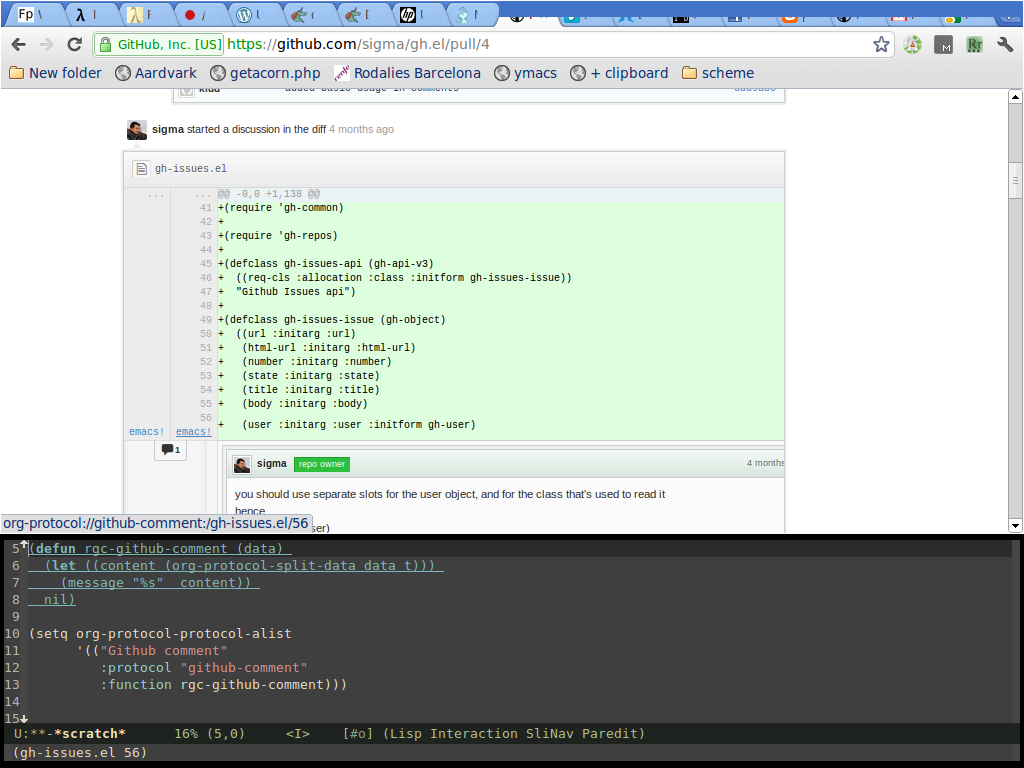 Fp
GitHub, Inc. [US] https://github.com/sigma/gh.el/pull/4
New folder Aardvark getacorn.php Rodalies Barcelona ymacs + clipboard scheme
kidd added basic usage in comments
sigma started a discussion in the diff 4 months ago
gh-issues.el
... ... @@ -0,0 +1,138 @@
41 +(require 'gh-common)
42 +
43 +(require 'gh-repos)
44 +
45 +(defclass gh-issues-api (gh-api-v3)
46 +  ((req-cls :allocation :class :initform gh-issues-issue))
47 +  "Github Issues api")
48 +
49 +(defclass gh-issues-issue (gh-object)
50 +  ((url :initarg :url)
51 +   (html-url :initarg :html-url)
52 +   (number :initarg :number)
53 +   (state :initarg :state)
54 +   (title :initarg :title)
55 +   (body :initarg :body)
56 +   (user :initarg :user :initform gh-user)
emacs! emacs!
1
sigma repo owner 4 months
you should use separate slots for the user object, and for the class that's used to read it
hence
ser)
org-protocol://github-comment:/gh-issues.el/56
5 (defun rgc-github-comment (data)
6   (let ((content (org-protocol-split-data data t)))
7     (message "%s"  content))
8   nil)
9
10 (setq org-protocol-protocol-alist
11       '(("Github comment"
12          :protocol "github-comment"
13          :function rgc-github-comment)))
14
15
U:**-*scratch* 16% (5,0) <I> [#o] (Lisp Interaction SliNav Paredit)
(gh-issues.el 56)